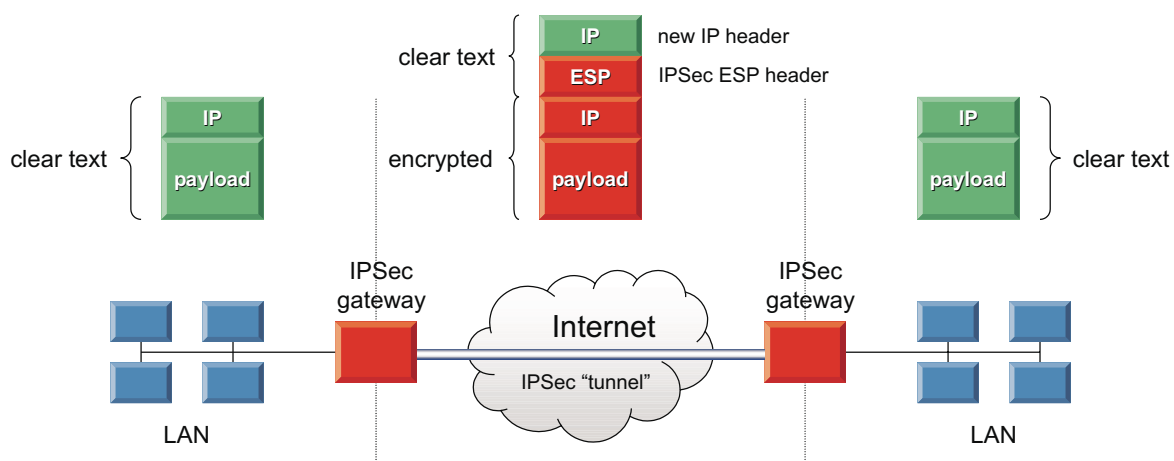 IP
new IP header
clear text
ESP
IPSec ESP header
IP
IP
IP
clear text
encrypted
payload
payload
payload
clear text
IPSec
gateway
IPSec
gateway
Internet
IPSec “tunnel”
LAN
LAN